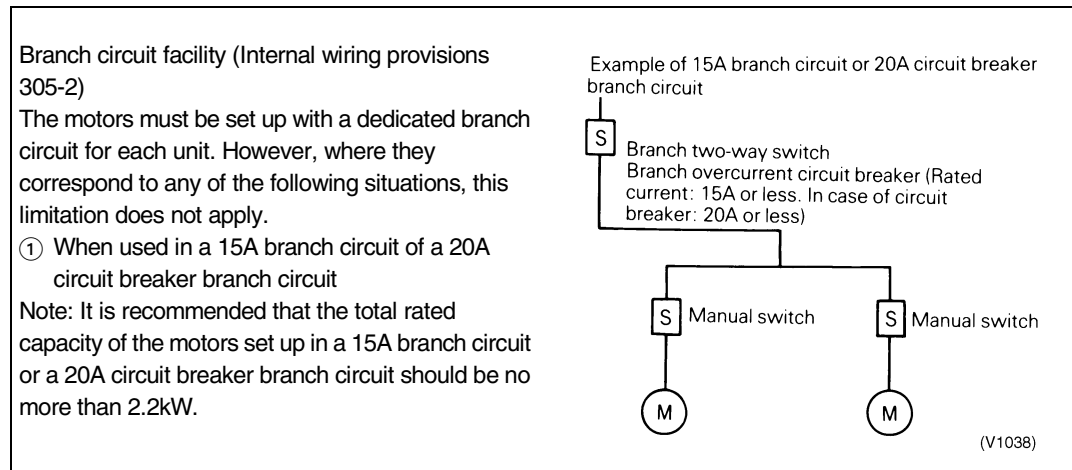 Branch circuit facility (Internal wiring provisions
305-2)
The motors must be set up with a dedicated branch
circuit for each unit. However, where they
correspond to any of the following situations, this
limitation does not apply.
① When used in a 15A branch circuit of a 20A
circuit breaker branch circuit
Note: It is recommended that the total rated
capacity of the motors set up in a 15A branch circuit
or a 20A circuit breaker branch circuit should be no
more than 2.2kW.
Example of 15A branch circuit or 20A circuit breaker
branch circuit
S
Branch two-way switch
Branch overcurrent circuit breaker (Rated
current: 15A or less. In case of circuit
breaker: 20A or less)
S Manual switch
S Manual switch
M
M
(V1038)